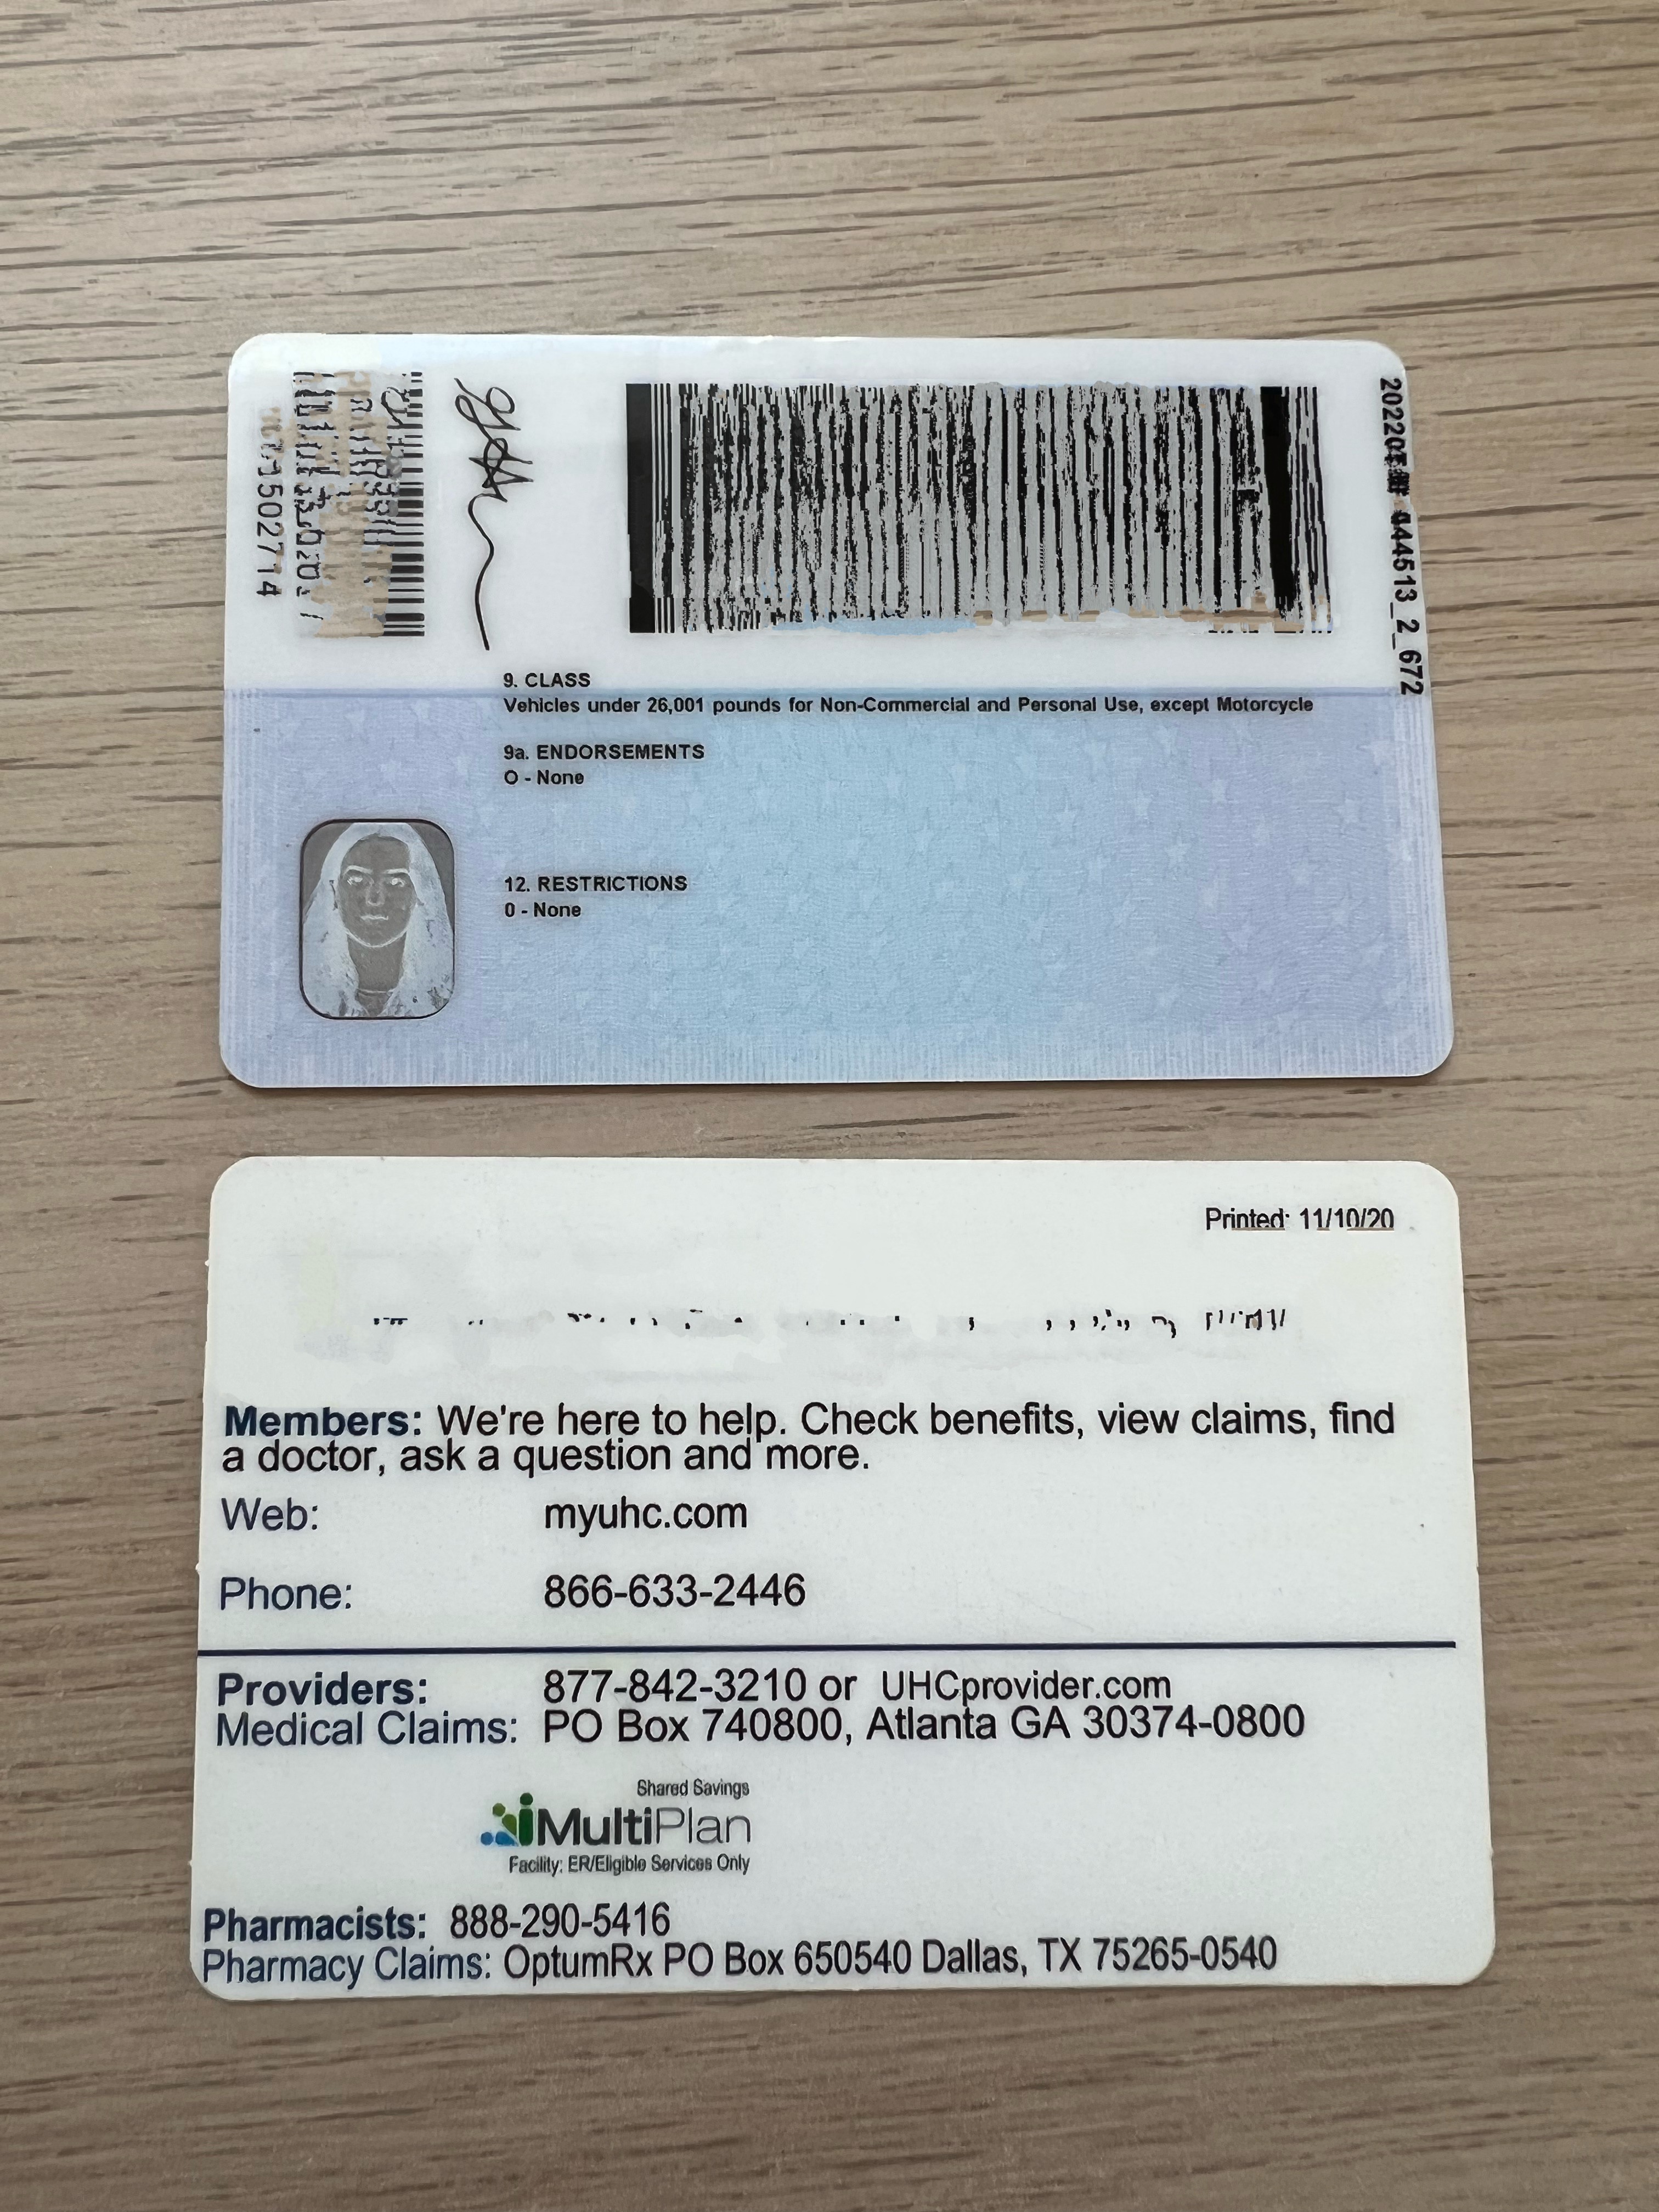 9. CLASS
Vehicles under 26,001 pounds for Non-Commercial and Personal Use, except Motorcycle
9a. ENDORSEMENTS
O - None
12. RESTRICTIONS
0 - None
502714
44513_2_672
Printed: 11/10/20
Members: We're here to help. Check benefits, view claims, find
a doctor, ask a question and more.
Web: myuhc.com
Phone: 866-633-2446
Providers: 877-842-3210 or UHCprovider.com
Medical Claims: PO Box 740800, Atlanta GA 30374-0800
Shared Savings
MultiPlan
Facility: ER/Eligible Services Only
Pharmacists: 888-290-5416
Pharmacy Claims: OptumRx PO Box 650540 Dallas, TX 75265-0540